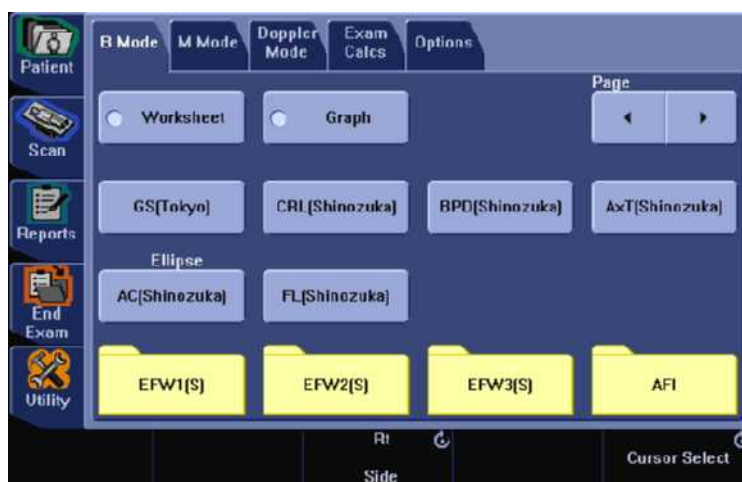 Patient
Scan
Reports
End
Exam
Utility
B Mode
M Mode
Doppler
Mode
Exam
Calcs
Options
Page
Worksheet
Graph
GS(Tokyo)
CRL(Shinozuka)
BPD(Shinozuka)
AxT(Shinozuka)
Ellipse
AC(Shinozuka)
FL(Shinozuka)
EFW1(S)
EFW2(S)
EFW3(S)
AFI
Rt
Side
Cursor Select